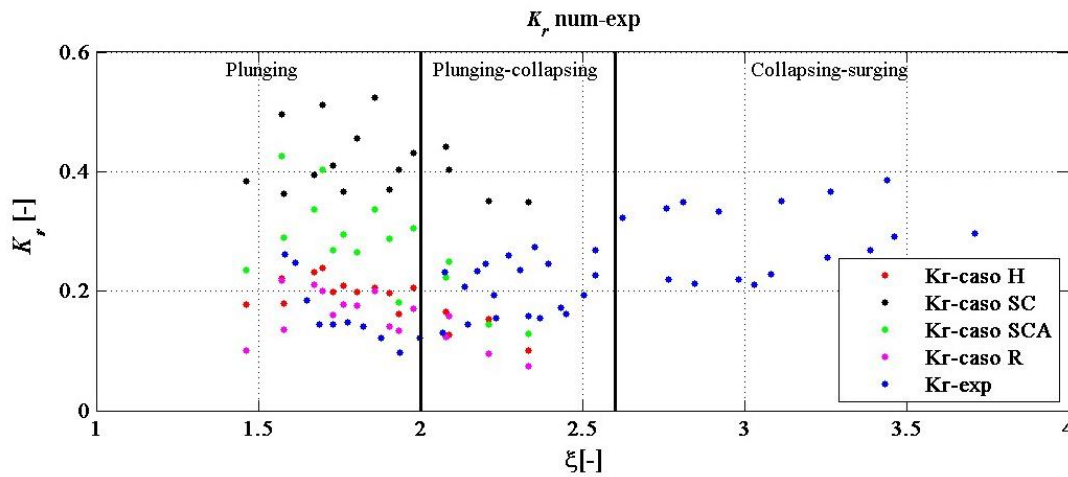 K_r num-exp
Plunging
Plunging-collapsing
Collapsing-surging
0.6
0.4
0.2
0
K_r [-]
Kr-caso H
Kr-caso SC
Kr-caso SCA
Kr-caso R
Kr-exp
1
1.5
2
2.5
3
3.5
4
ξ[-]